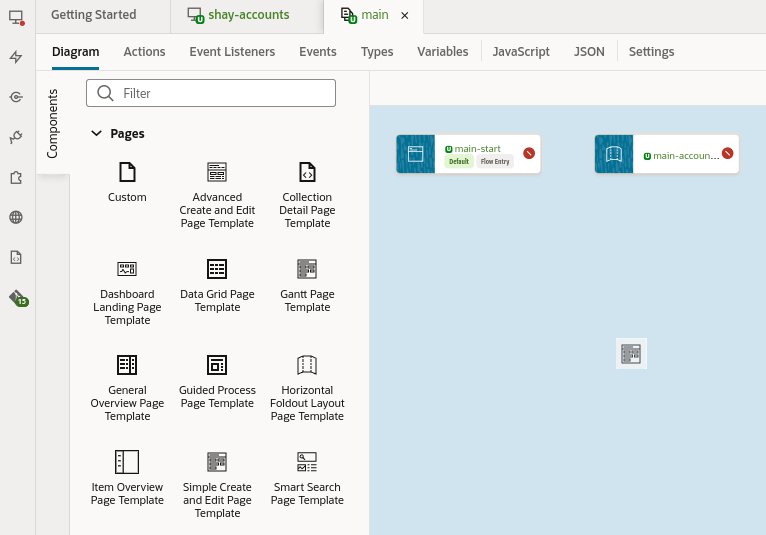 Getting Started
U shay-accounts
U main ×
Diagram Actions Event Listeners Events Types Variables JavaScript JSON Settings
Components
Filter
Pages
Custom
Advanced
Create and Edit
Page Template
Collection
Detail Page
Template
Dashboard
Landing Page
Template
Data Grid Page
Template
Gantt Page
Template
General
Overview Page
Template
Guided Process
Page Template
Horizontal
Foldout Layout
Page Template
Item Overview
Page Template
Simple Create
and Edit Page
Template
Smart Search
Page Template
15
U main-start
Default Flow Entry
U main-accoun...